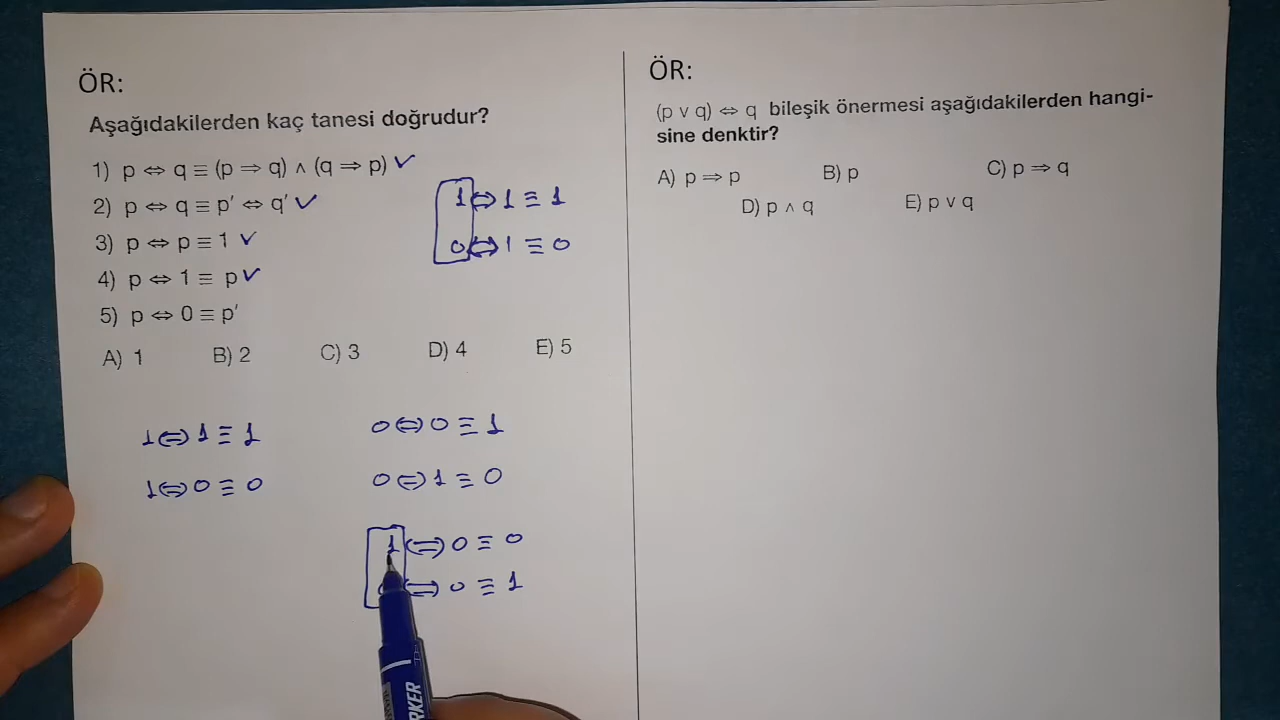 ÖR:
Aşağıdakilerden kaç tanesi doğrudur?
1) p ⇔ q ≡ (p ⇒ q) ∧ (q ⇒ p) ✓
2) p ⇔ q ≡ p′ ⇔ q′ ✓
3) p ⇔ p ≡ 1 ✓
4) p ⇔ 1 ≡ p ✓
5) p ⇔ 0 ≡ p′
A) 1 B) 2 C) 3 D) 4 E) 5
1 ⇔ 1 ≡ 1
0 ⇔ 1 ≡ 0
1 ⇔ 1 ≡ 1
1 ⇔ 0 ≡ 0
0 ⇔ 0 ≡ 1
0 ⇔ 1 ≡ 0
1 ⇔ 0 ≡ 0
⇔ 0 ≡ 1
ÖR:
(p ∨ q) ⇔ q bileşik önermesi aşağıdakilerden hangi-
sine denktir?
A) p ⇒ p B) p C) p ⇒ q
D) p ∧ q E) p ∨ q
ARKER